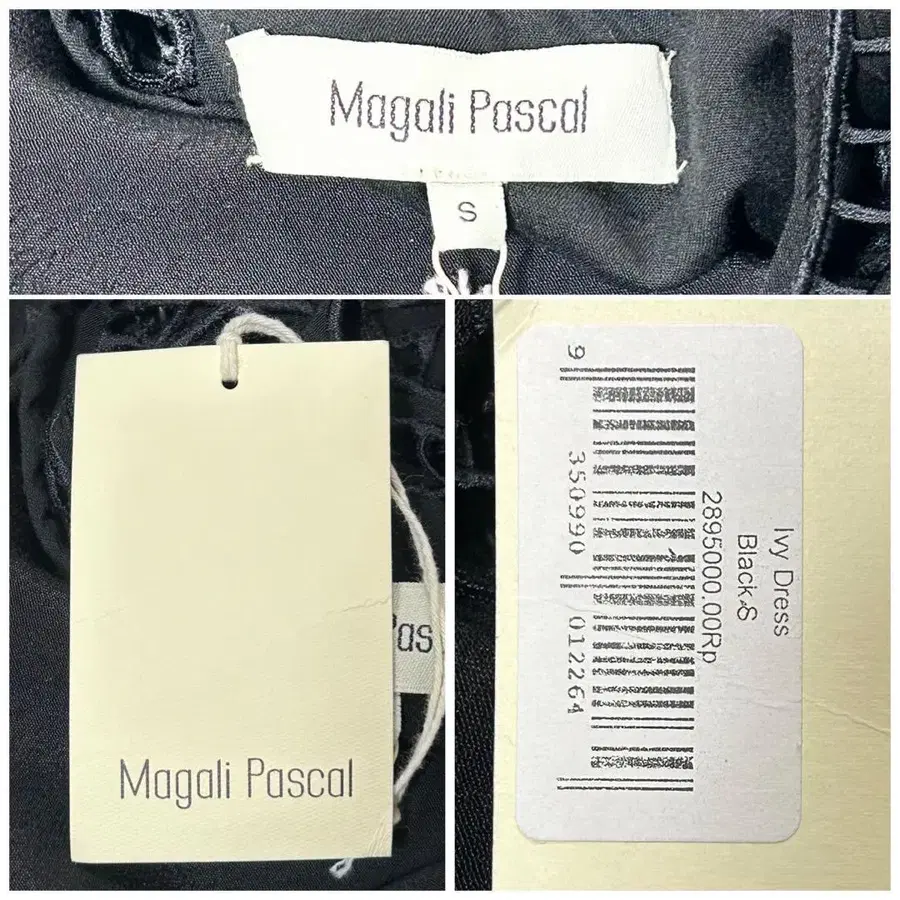 Magali Pascal
S
Magali Pascal
Pas
Ivy Dress
Black-S
2895000.00Rp
9 350990 012264